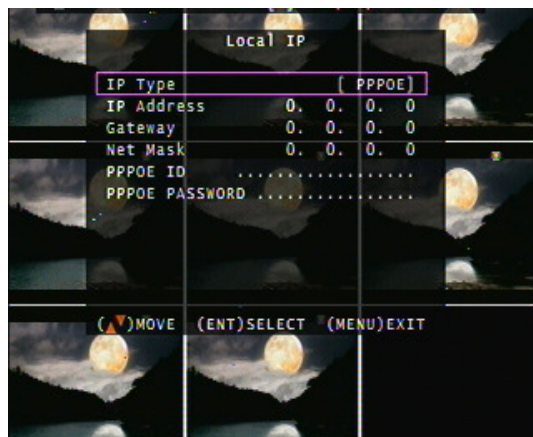 Local IP
IP Type [ PPPOE]
IP Address 0. 0. 0. 0
Gateway 0. 0. 0. 0
Net Mask 0. 0. 0. 0
PPPOE ID ..................
PPPOE PASSWORD ................
(▲▼)MOVE (ENT)SELECT (MENU)EXIT